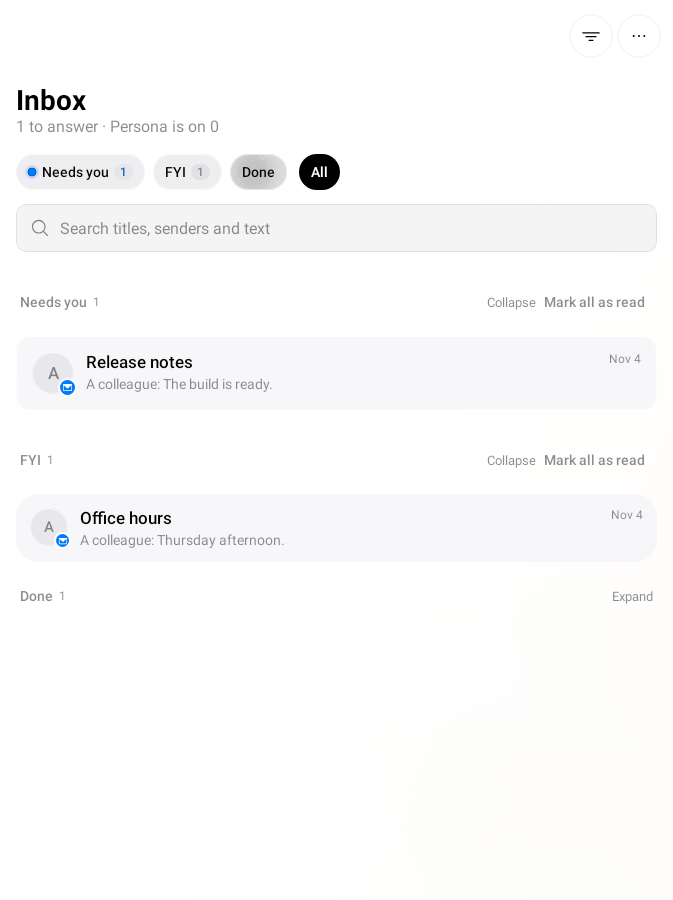 Inbox
1 to answer · Persona is on 0
Needs you 1 FYI 1 Done All
Search titles, senders and text
Needs you 1 Collapse Mark all as read
A Release notes Nov 4
A colleague: The build is ready.
FYI 1 Collapse Mark all as read
A Office hours Nov 4
A colleague: Thursday afternoon.
Done 1 Expand